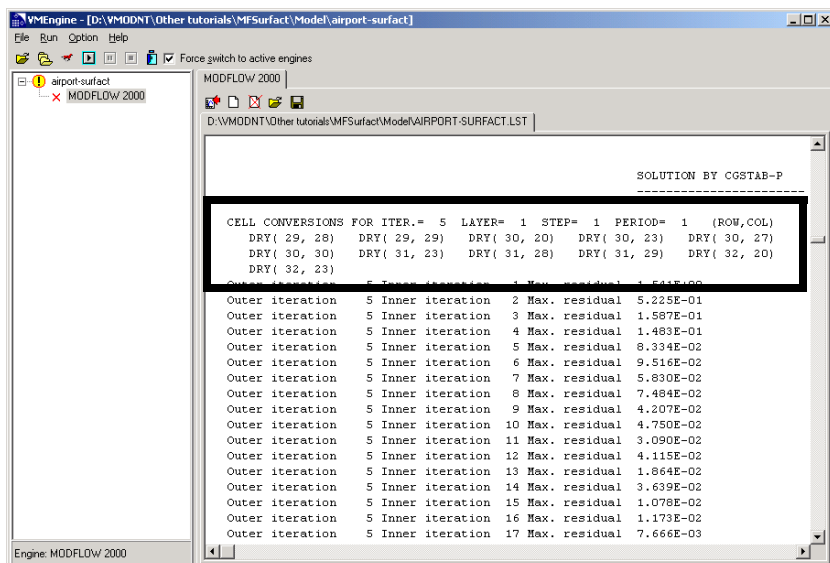 VMEngine - [D:\VMODNT\Other tutorials\MFSurfact\Model\airport-surfact]
File Run Option Help
Force switch to active engines
airport-surfact
MODFLOW 2000
MODFLOW 2000
D:\VMODNT\Other tutorials\MFSurfact\Model\AIRPORT-SURFACT.LST
SOLUTION BY CGSTAB-P
------------------------
CELL CONVERSIONS FOR ITER.= 5 LAYER= 1 STEP= 1 PERIOD= 1 (ROW,COL)
DRY( 29, 28) DRY( 29, 29) DRY( 30, 20) DRY( 30, 23) DRY( 30, 27)
DRY( 30, 30) DRY( 31, 23) DRY( 31, 28) DRY( 31, 29) DRY( 32, 20)
DRY( 32, 23)
Outer iteration 5 Inner iteration 1 Max. residual
Outer iteration 5 Inner iteration 2 Max. residual 5.225E-01
Outer iteration 5 Inner iteration 3 Max. residual 1.587E-01
Outer iteration 5 Inner iteration 4 Max. residual 1.483E-01
Outer iteration 5 Inner iteration 5 Max. residual 8.334E-02
Outer iteration 5 Inner iteration 6 Max. residual 9.516E-02
Outer iteration 5 Inner iteration 7 Max. residual 5.830E-02
Outer iteration 5 Inner iteration 8 Max. residual 7.484E-02
Outer iteration 5 Inner iteration 9 Max. residual 4.207E-02
Outer iteration 5 Inner iteration 10 Max. residual 4.750E-02
Outer iteration 5 Inner iteration 11 Max. residual 3.090E-02
Outer iteration 5 Inner iteration 12 Max. residual 4.115E-02
Outer iteration 5 Inner iteration 13 Max. residual 1.864E-02
Outer iteration 5 Inner iteration 14 Max. residual 3.639E-02
Outer iteration 5 Inner iteration 15 Max. residual 1.078E-02
Outer iteration 5 Inner iteration 16 Max. residual 1.173E-02
Outer iteration 5 Inner iteration 17 Max. residual 7.666E-03
Engine: MODFLOW 2000